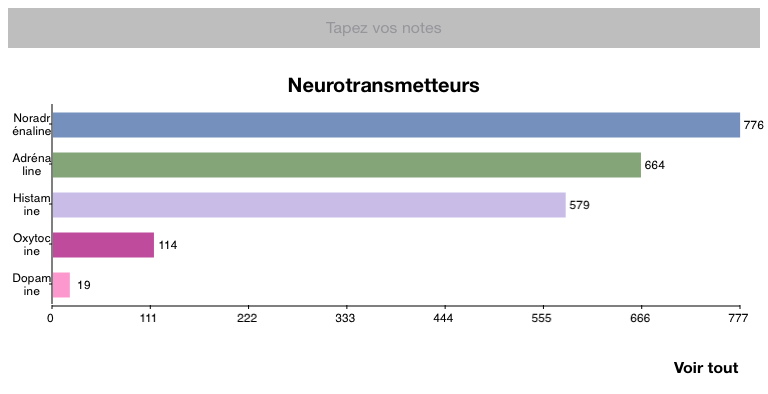 Tapez vos notes
Neurotransmetteurs
Noradr
énaline
776
Adréna
line
664
Histam
ine
579
Oxytoc
ine
114
Dopam
ine
19
0 111 222 333 444 555 666 777
Voir tout